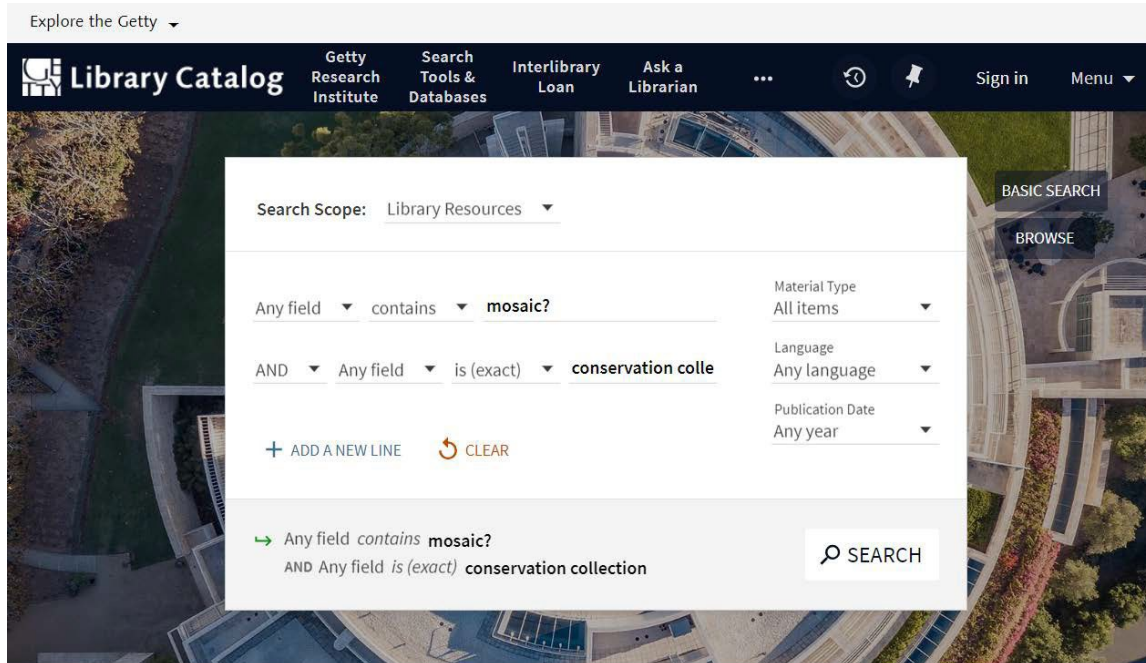 Explore the Getty
Library Catalog
Getty Research Institute
Search Tools & Databases
Interlibrary Loan
Ask a Librarian
...
Sign in
Menu
BASIC SEARCH
BROWSE
Search Scope: Library Resources
Any field contains mosaic?
AND Any field is (exact) conservation colle
Material Type
All items
Language
Any language
Publication Date
Any year
+ ADD A NEW LINE CLEAR
Any field contains mosaic?
AND Any field is (exact) conservation collection
SEARCH